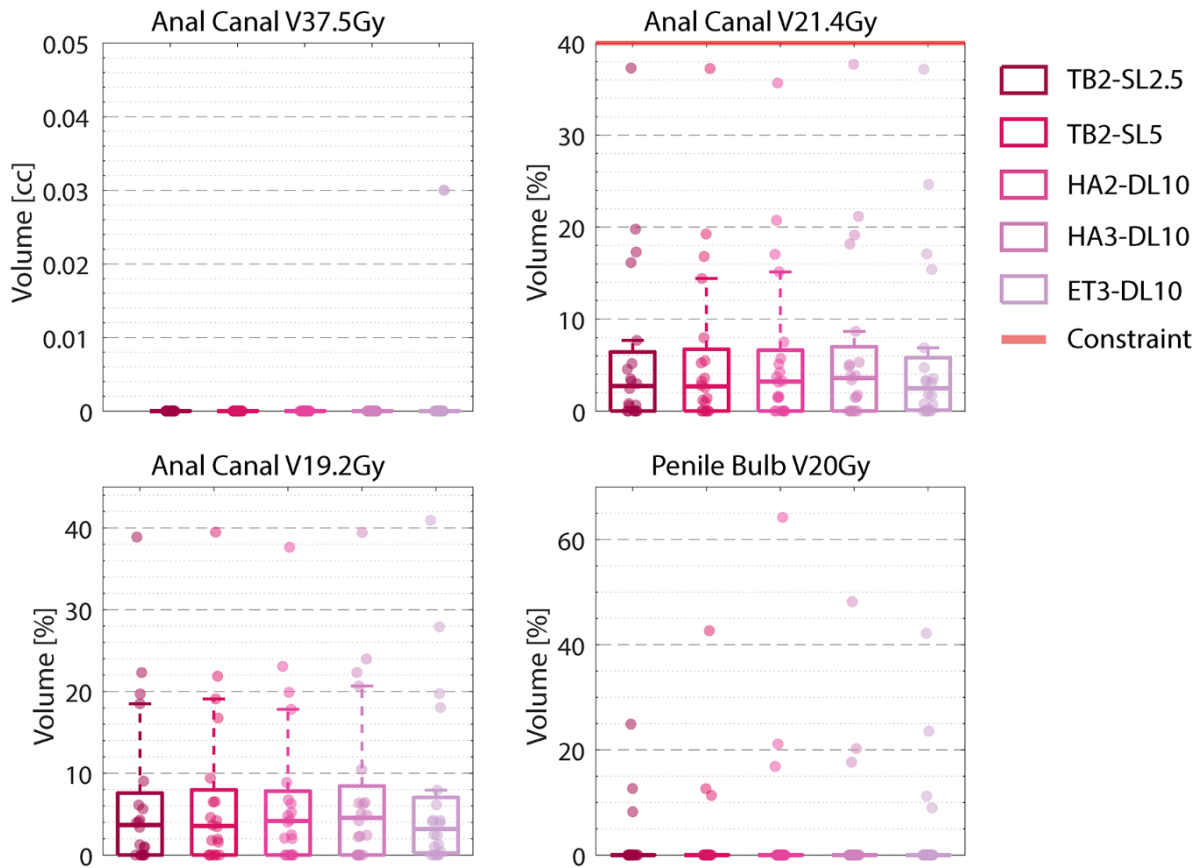 Anal Canal V37.5Gy
Volume [cc]
0.05
0.04
0.03
0.02
0.01
0
Anal Canal V21.4Gy
Volume [%]
40
30
20
10
0
TB2-SL2.5
TB2-SL5
HA2-DL10
HA3-DL10
ET3-DL10
Constraint
Anal Canal V19.2Gy
Volume [%]
40
30
20
10
0
Penile Bulb V20Gy
Volume [%]
60
40
20
0